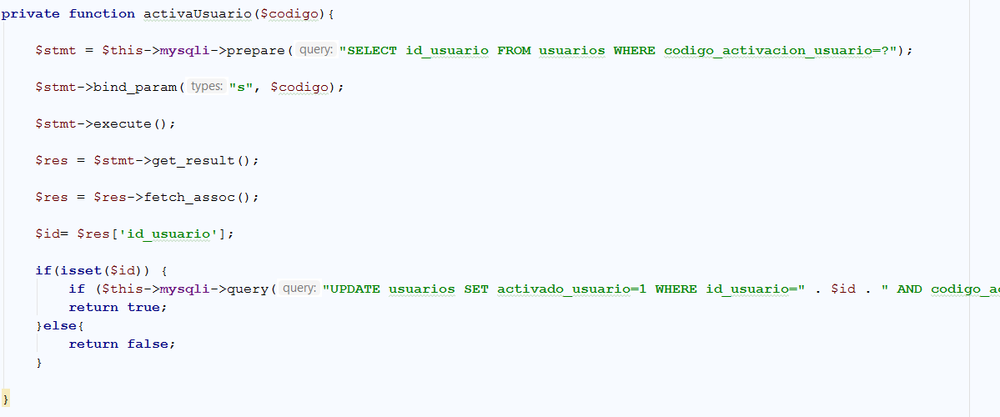 private function activaUsuario($codigo){
$stmt = $this->mysqli->prepare( query: "SELECT id_usuario FROM usuarios WHERE codigo_activacion_usuario=?");
$stmt->bind_param( types: "s", $codigo);
$stmt->execute();
$res = $stmt->get_result();
$res = $res->fetch_assoc();
$id= $res['id_usuario'];
if(isset($id)) {
if ($this->mysqli->query( query: "UPDATE usuarios SET activado_usuario=1 WHERE id_usuario=" . $id . " AND codigo_a
return true;
}else{
return false;
}
}